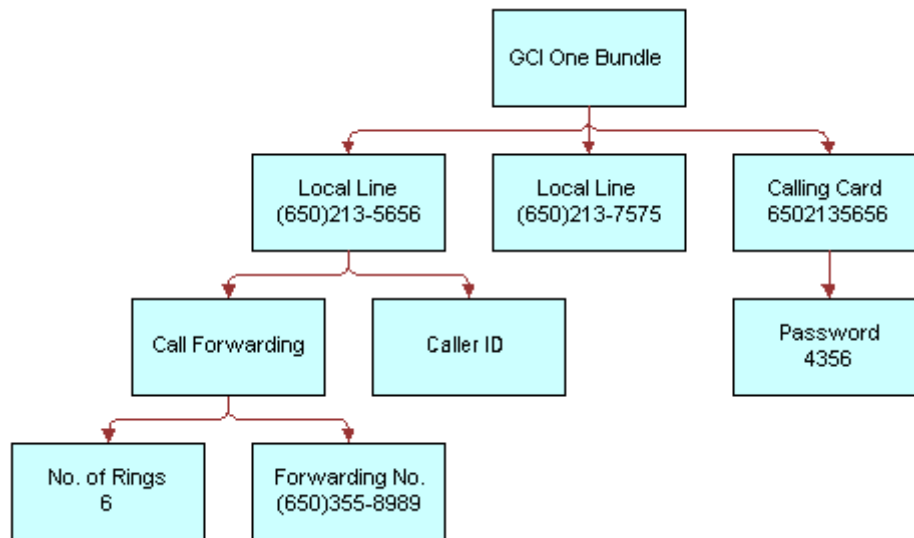 GCI One Bundle
Local Line
(650)213-5656
Local Line
(650)213-7575
Calling Card
6502135656
Call Forwarding
Caller ID
Password
4356
No. of Rings
6
Forwarding No.
(650)355-8989